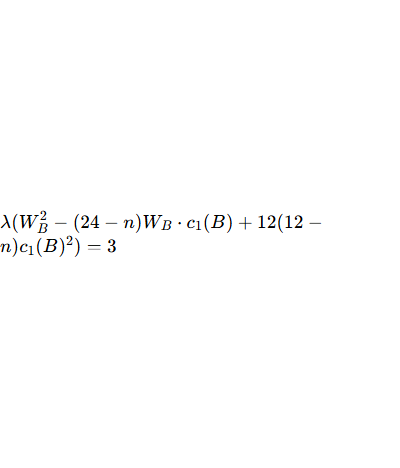 λ(W_B^2 − (24 − n)W_B · c_1(B) + 12(12 −
n)c_1(B)^2) = 3